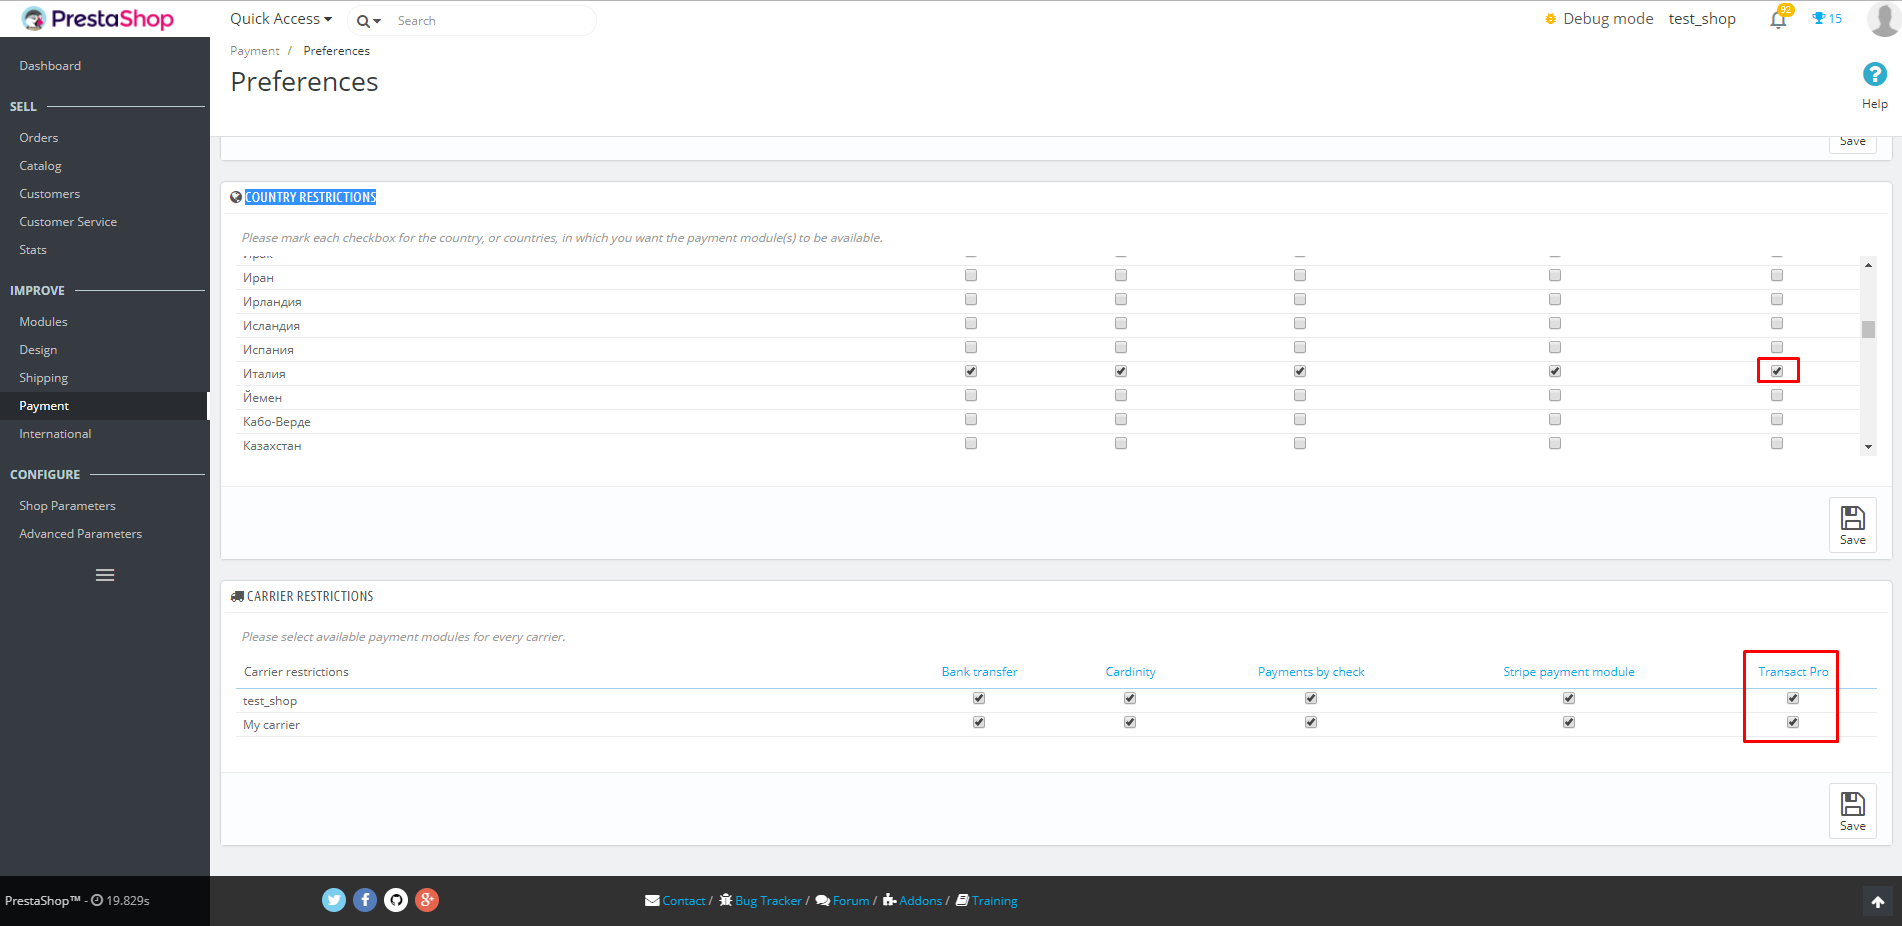 PrestaShop
Quick Access
Search
Debug mode
test_shop
92
15
Payment / Preferences
Preferences
Help
Dashboard
SELL
Orders
Catalog
Customers
Customer Service
Stats
IMPROVE
Modules
Design
Shipping
Payment
International
CONFIGURE
Shop Parameters
Advanced Parameters
Save
COUNTRY RESTRICTIONS
Please mark each checkbox for the country, or countries, in which you want the payment module(s) to be available.
Ирак
Иран
Ирландия
Исландия
Испания
Италия
Йемен
Кабо-Верде
Казахстан
Save
CARRIER RESTRICTIONS
Please select available payment modules for every carrier.
Carrier restrictions Bank transfer Cardinity Payments by check Stripe payment module Transact Pro
test_shop
My carrier
Save
PrestaShop™ - 19.829s
Contact / Bug Tracker / Forum / Addons / Training